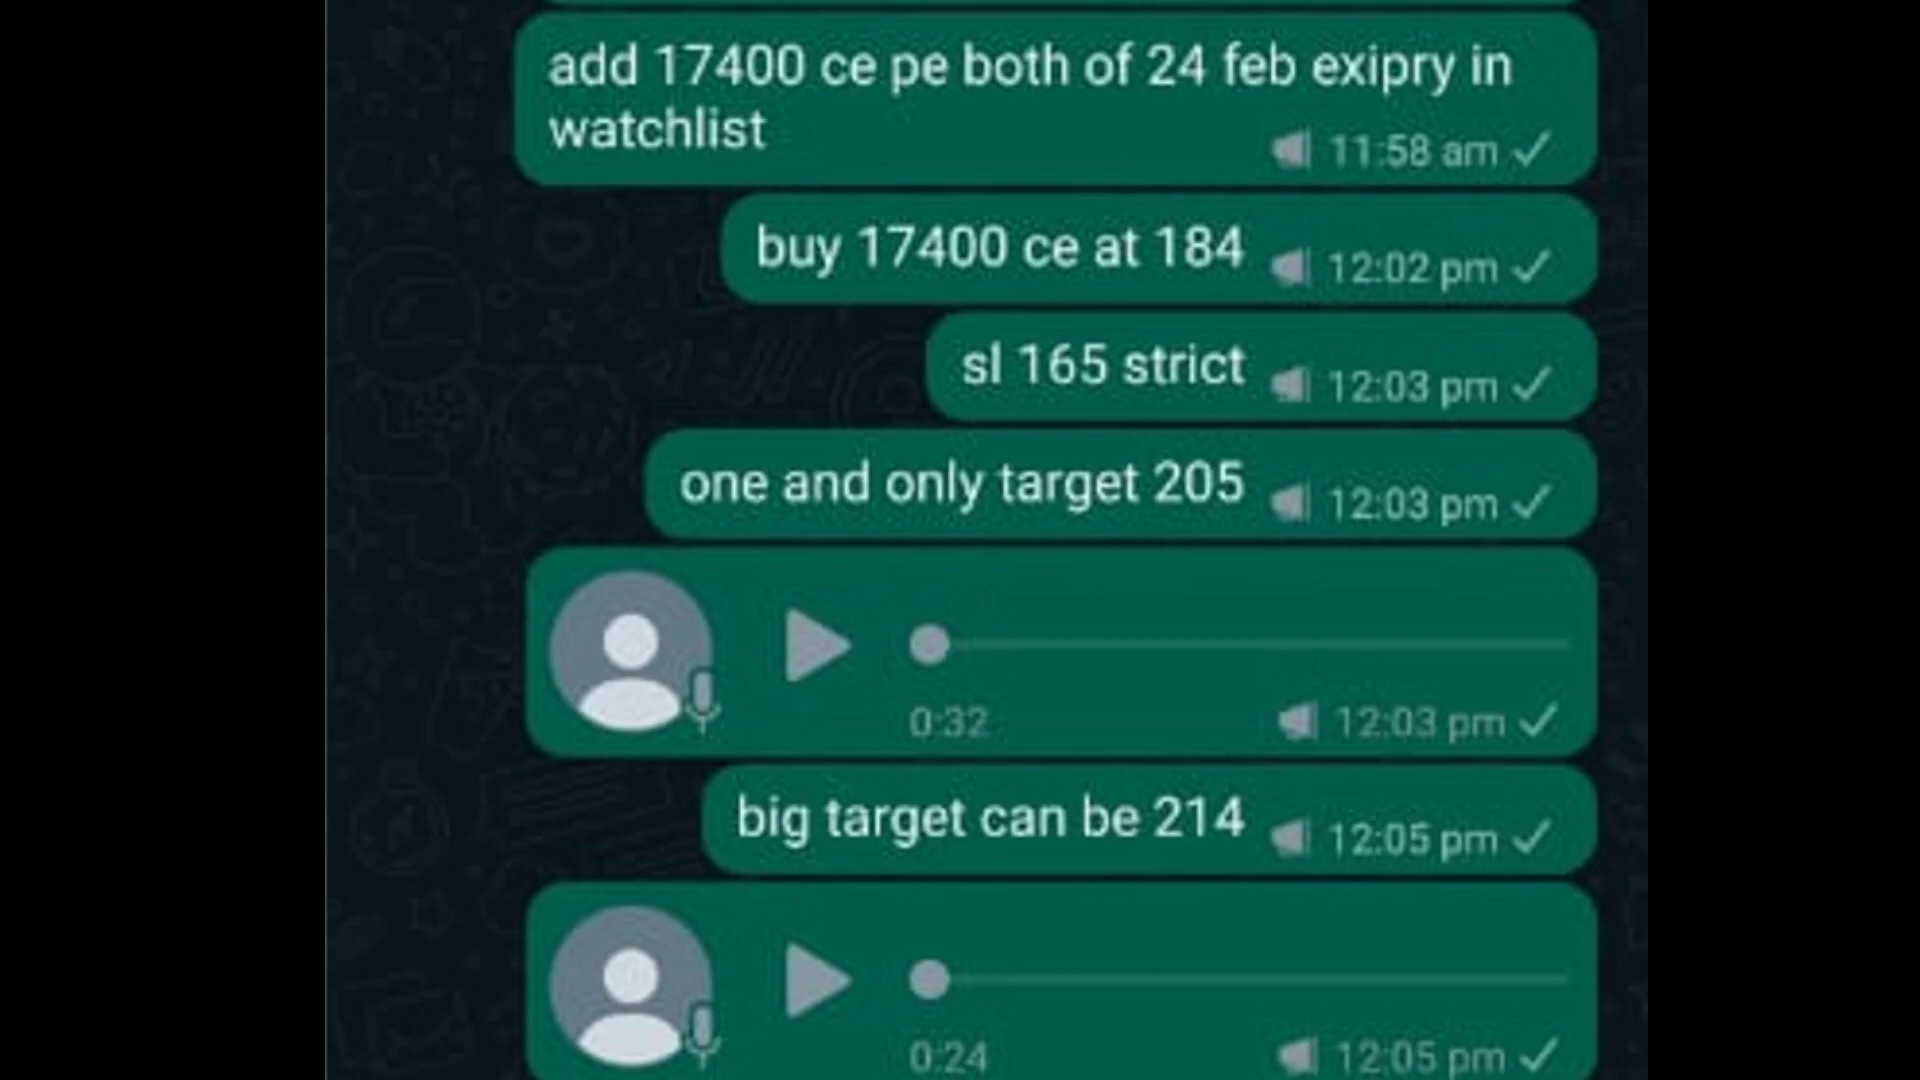 add 17400 ce pe both of 24 feb exipry in
watchlist
11:58 am
buy 17400 ce at 184
12:02 pm
sl 165 strict
12:03 pm
one and only target 205
12:03 pm
0:32
12:03 pm
big target can be 214
12:05 pm
0:24
12:05 pm